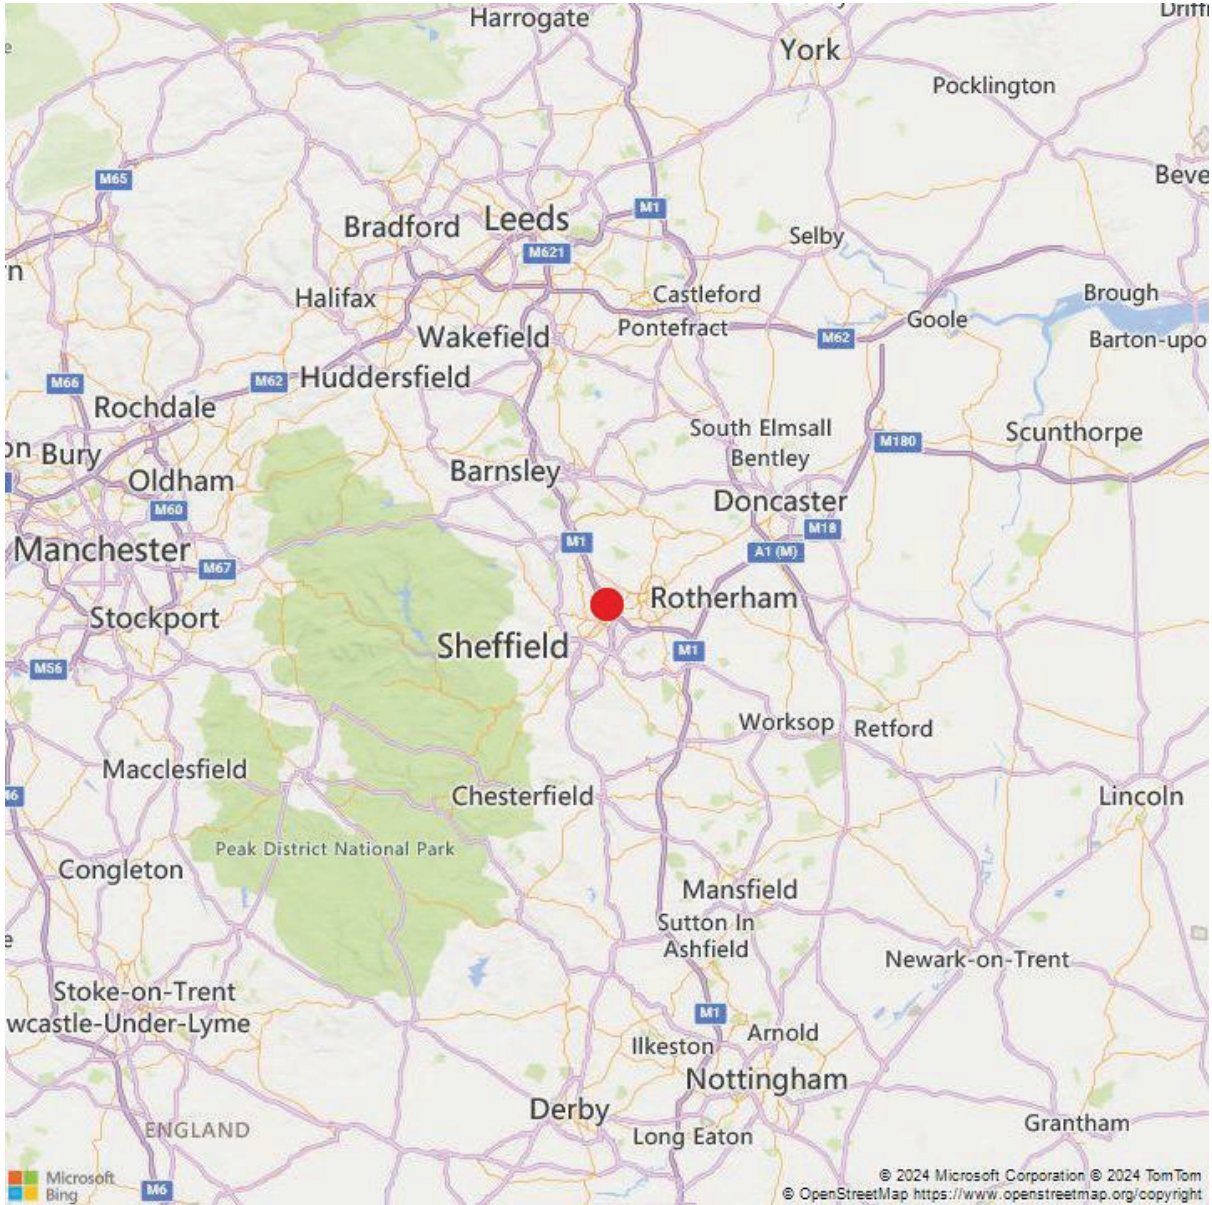 Harrogate
York
Driff
Pocklington
M65
Beve
M1
Bradford
Leeds
Selby
M621
n
Halifax
Castleford
Brough
Pontefract
Goole
Wakefield
M62
Barton-upo
M66
M62
Huddersfield
Rochdale
South Elmsall
Scunthorpe
M180
on
Bury
Bentley
Barnsley
Oldham
Doncaster
M60
M18
Manchester
M1
A1 (M)
M67
Rotherham
Stockport
Sheffield
M1
M56
Worksop
Retford
Macclesfield
Chesterfield
Lincoln
Peak District National Park
Congleton
Mansfield
Sutton In
Ashfield
e
Newark-on-Trent
Stoke-on-Trent
M1
wcastle-Under-Lyme
Arnold
Ilkeston
Nottingham
Derby
ENGLAND
Long Eaton
Grantham
Microsoft
Bing
M6
© 2024 Microsoft Corporation © 2024 TomTom
© OpenStreetMap https://www.openstreetmap.org/copyright